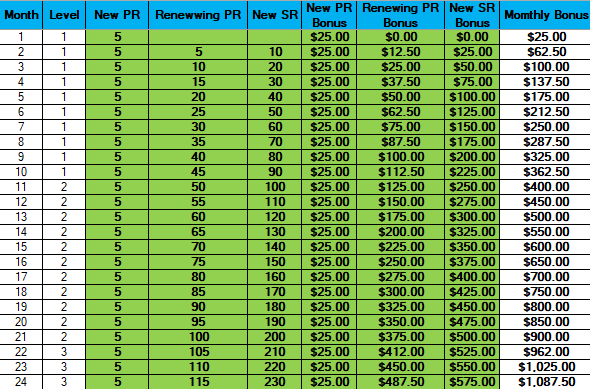 Month Level New PR Renewwing PR New SR New PR Bonus Renewing PR Bonus New SR Bonus Momthly Bonus
1 1 5 $25.00 $0.00 $0.00 $25.00
2 1 5 5 10 $25.00 $12.50 $25.00 $62.50
3 1 5 10 20 $25.00 $25.00 $50.00 $100.00
4 1 5 15 30 $25.00 $37.50 $75.00 $137.50
5 1 5 20 40 $25.00 $50.00 $100.00 $175.00
6 1 5 25 50 $25.00 $62.50 $125.00 $212.50
7 1 5 30 60 $25.00 $75.00 $150.00 $250.00
8 1 5 35 70 $25.00 $87.50 $175.00 $287.50
9 1 5 40 80 $25.00 $100.00 $200.00 $325.00
10 1 5 45 90 $25.00 $112.50 $225.00 $362.50
11 2 5 50 100 $25.00 $125.00 $250.00 $400.00
12 2 5 55 110 $25.00 $150.00 $275.00 $450.00
13 2 5 60 120 $25.00 $175.00 $300.00 $500.00
14 2 5 65 130 $25.00 $200.00 $325.00 $550.00
15 2 5 70 140 $25.00 $225.00 $350.00 $600.00
16 2 5 75 150 $25.00 $250.00 $375.00 $650.00
17 2 5 80 160 $25.00 $275.00 $400.00 $700.00
18 2 5 85 170 $25.00 $300.00 $425.00 $750.00
19 2 5 90 180 $25.00 $325.00 $450.00 $800.00
20 2 5 95 190 $25.00 $350.00 $475.00 $850.00
21 2 5 100 200 $25.00 $375.00 $500.00 $900.00
22 3 5 105 210 $25.00 $412.00 $525.00 $962.00
23 3 5 110 220 $25.00 $450.00 $550.00 $1,025.00
24 3 5 115 230 $25.00 $487.50 $575.00 $1,087.50